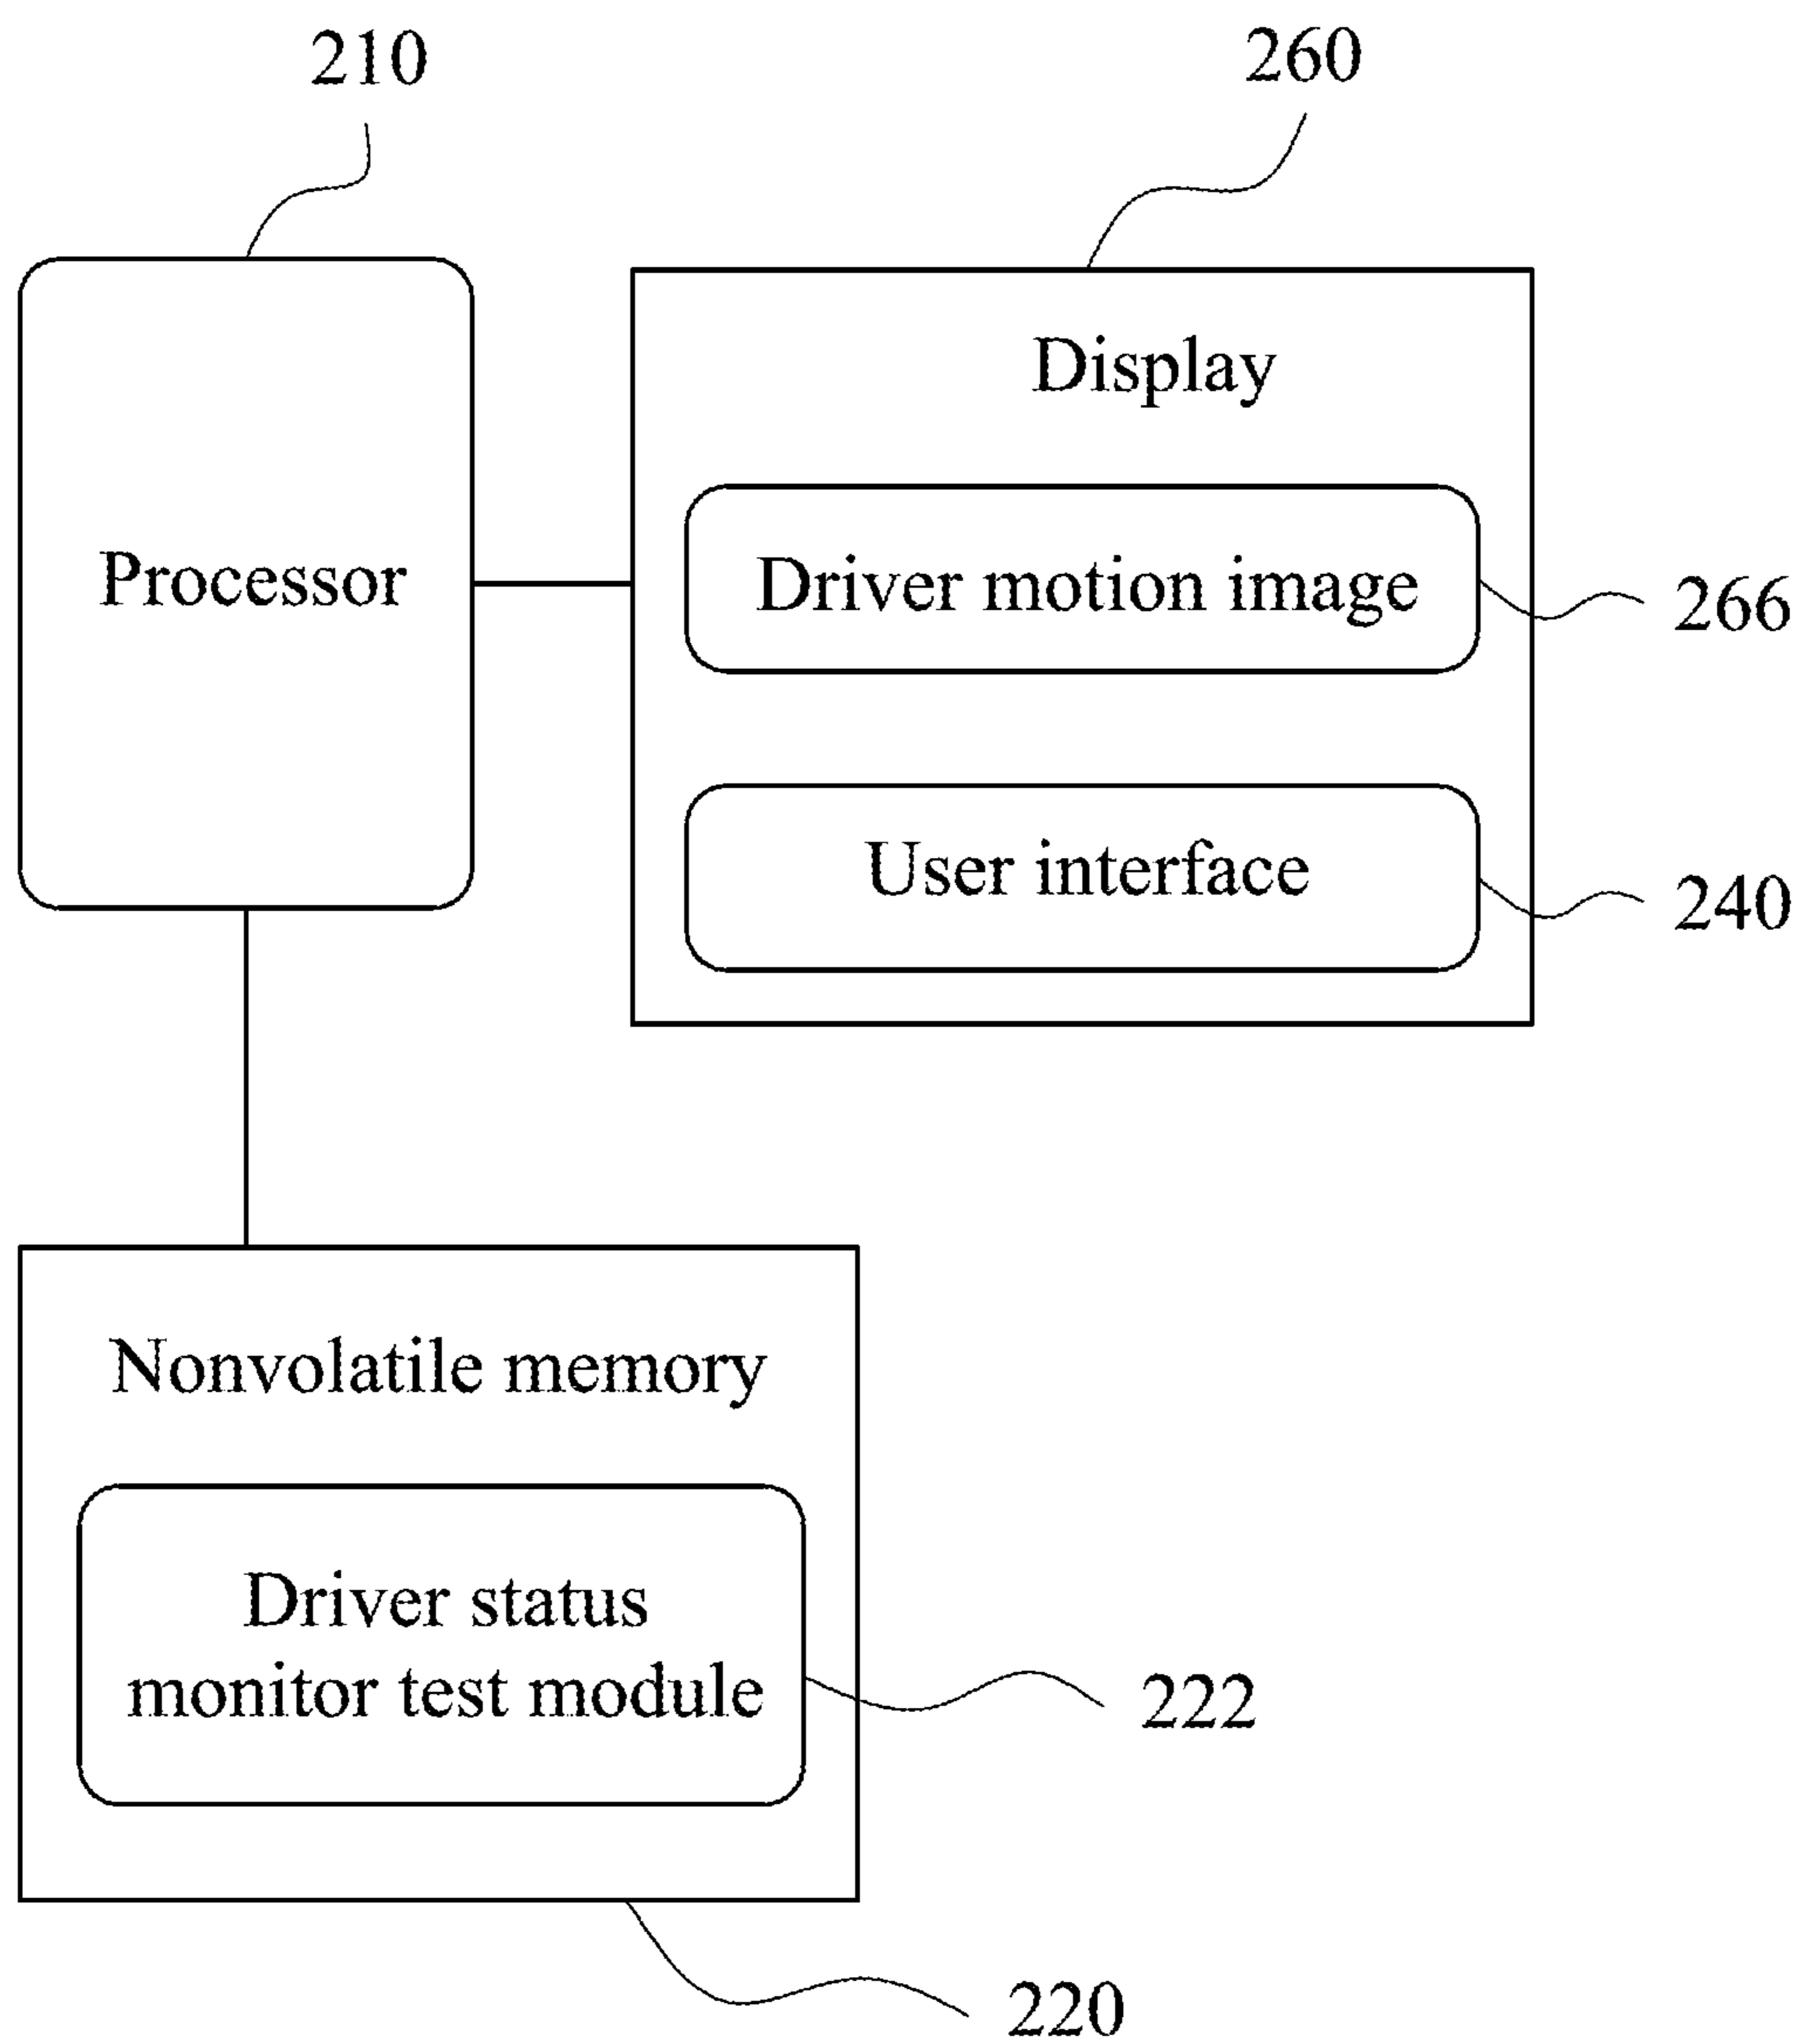 210
260
Display
Processor
Driver motion image
266
User interface
240
Nonvolatile memory
Driver status
monitor test module
222
220